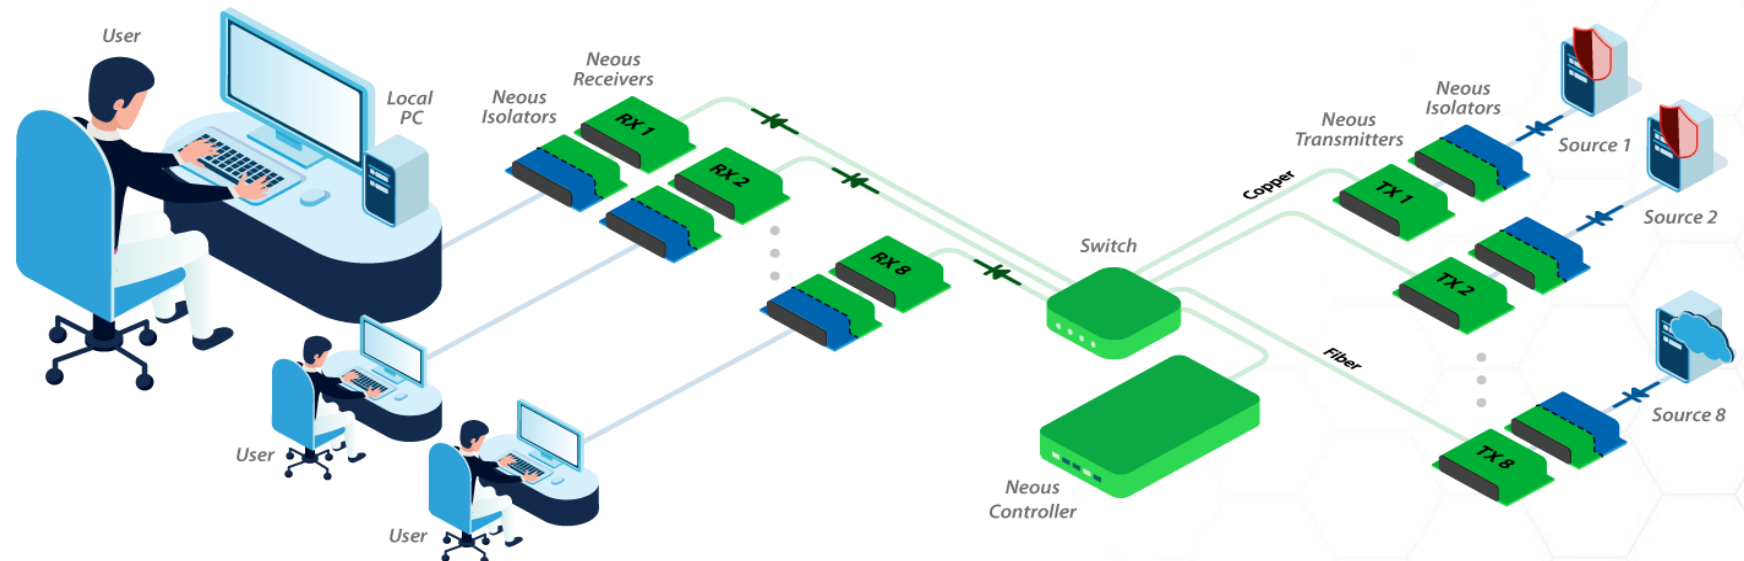 User
Local
PC
Neous
Isolators
Neous
Receivers
RX 1
RX 2
RX 8
User
User
Switch
Neous
Controller
Copper
Fiber
Neous
Transmitters
Neous
Isolators
TX 1
TX 2
TX 8
Source 1
Source 2
Source 8